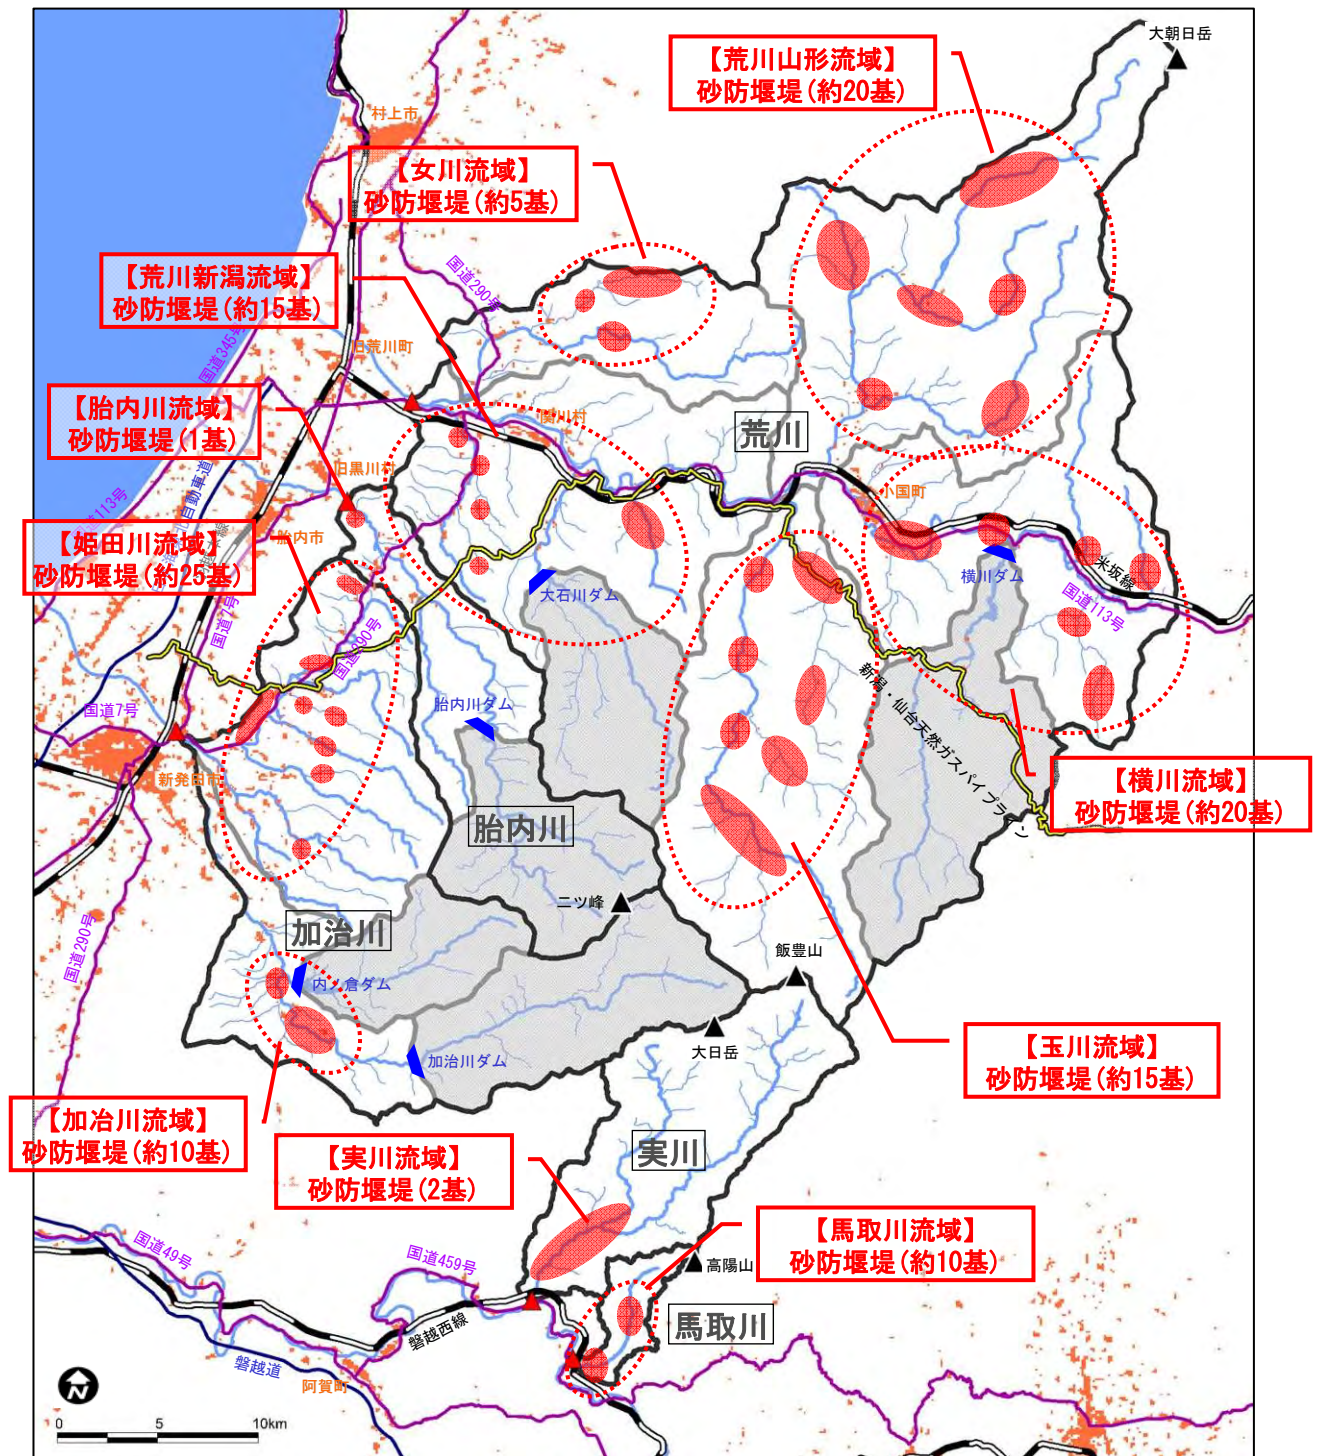 大朝日岳
【荒川山形流域】
砂防堰堤(約20基)
村上市
【女川流域】
砂防堰堤(約5基)
国道290号
【荒川新潟流域】
砂防堰堤(約15基)
国道345号
旧荒川町
【胎内川流域】
砂防堰堤(1基)
関川村
荒川
旧黒川村
小国町
国道113号
自動車道
胎内市
【姫田川流域】
砂防堰堤(約25基)
国道7号
国道290号
大石川ダム
横川ダム
米坂線
国道113号
新潟・仙台天然ガスパイプライン
胎内川ダム
国道7号
新発田市
【横川流域】
砂防堰堤(約20基)
胎内川
二ツ峰
加治川
国道290号
飯豊山
内ノ倉ダム
大日岳
加治川ダム
【玉川流域】
砂防堰堤(約15基)
【加治川流域】
砂防堰堤(約10基)
【実川流域】
砂防堰堤(2基)
実川
【馬取川流域】
砂防堰堤(約10基)
国道49号
国道459号
高陽山
馬取川
磐越西線
磐越道
阿賀町
N
0 5 10km